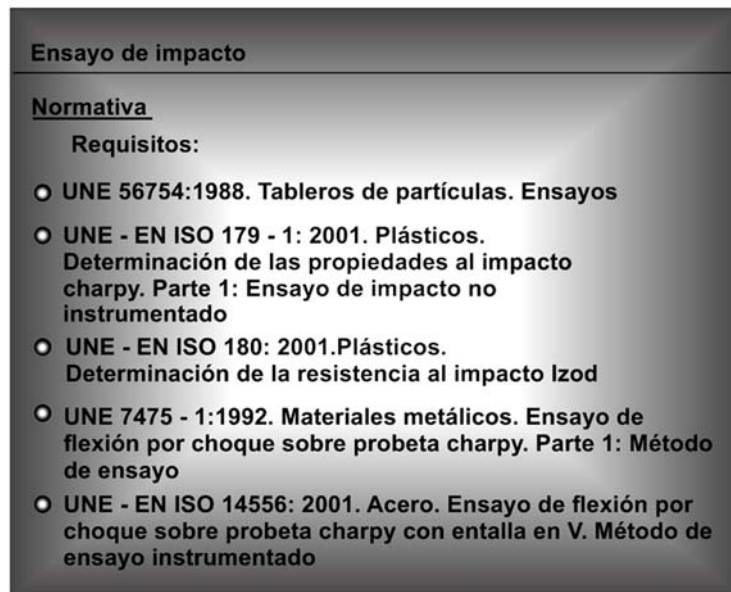 Ensayo de impacto
Normativa
Requisitos:
UNE 56754:1988. Tableros de partículas. Ensayos
UNE - EN ISO 179 - 1: 2001. Plásticos.
Determinación de las propiedades al impacto
charpy. Parte 1: Ensayo de impacto no
instrumentado
UNE - EN ISO 180: 2001.Plásticos.
Determinación de la resistencia al impacto Izod
UNE 7475 - 1:1992. Materiales metálicos. Ensayo de
flexión por choque sobre probeta charpy. Parte 1: Método
de ensayo
UNE - EN ISO 14556: 2001. Acero. Ensayo de flexión por
choque sobre probeta charpy con entalla en V. Método de
ensayo instrumentado